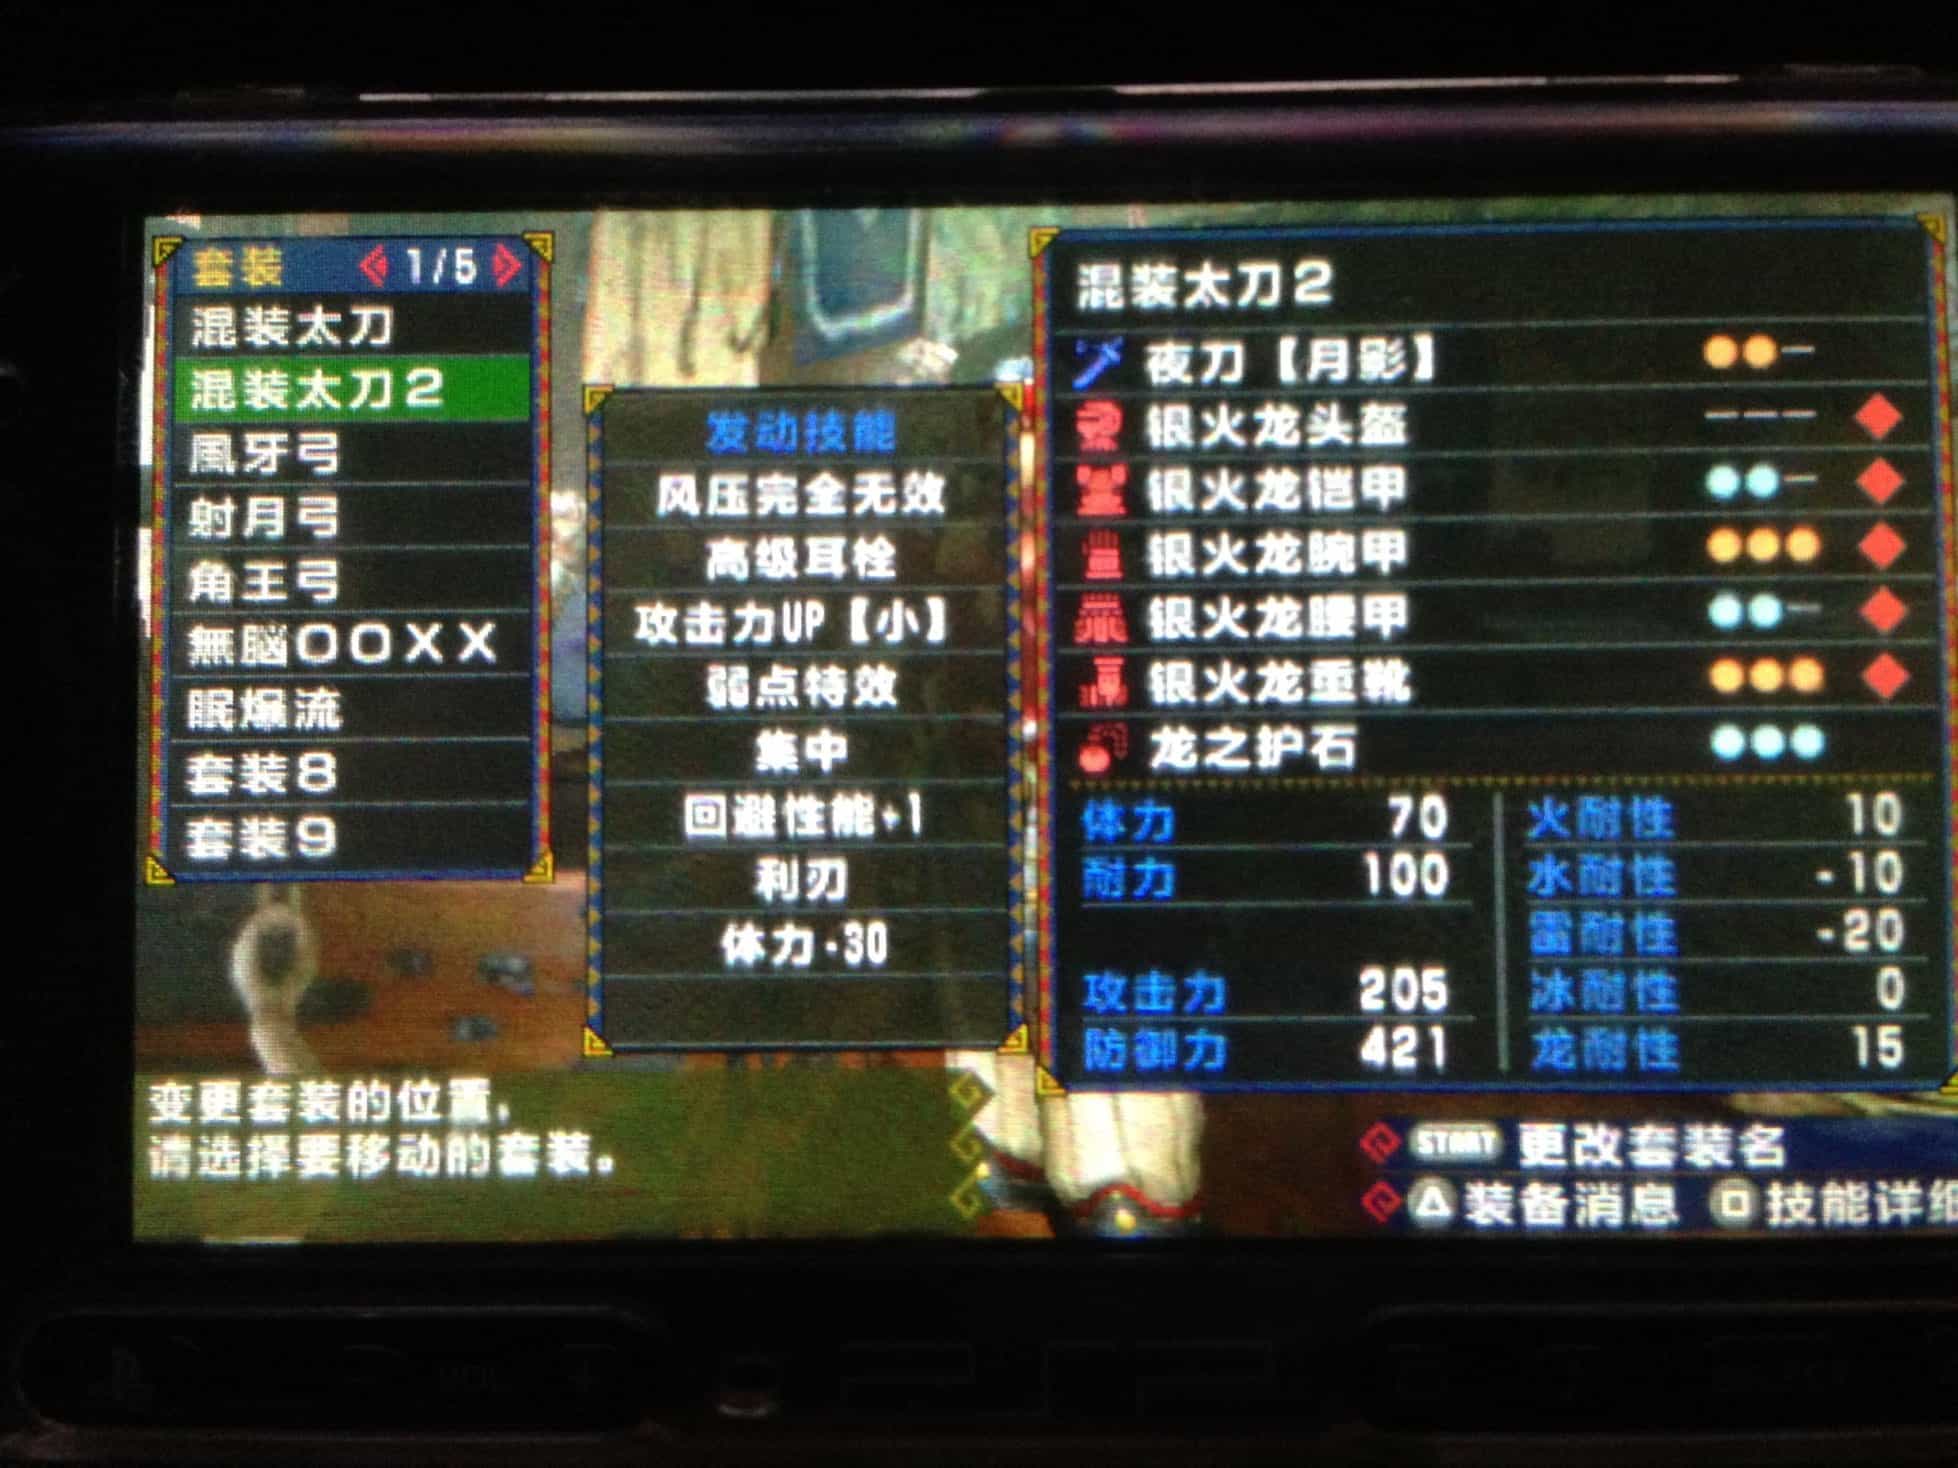 套装 1/5
混装太刀
混装太刀2
風牙弓
射月弓
角王弓
無脳OOXX
眠爆流
套装8
套装9
发动技能
风压完全无效
高级耳栓
攻击力UP【小】
弱点特效
集中
回避性能+1
利刃
体力-30
混装太刀2
夜刀【月影】
银火龙头盔
银火龙铠甲
银火龙腕甲
银火龙腰甲
银火龙重靴
龙之护石
体力 70
耐力 100
攻击力 205
防御力 421
火耐性 10
水耐性 -10
雷耐性 -20
冰耐性 0
龙耐性 15
变更套装的位置，
请选择要移动的套装。
START 更改套装名
装备消息 技能详细